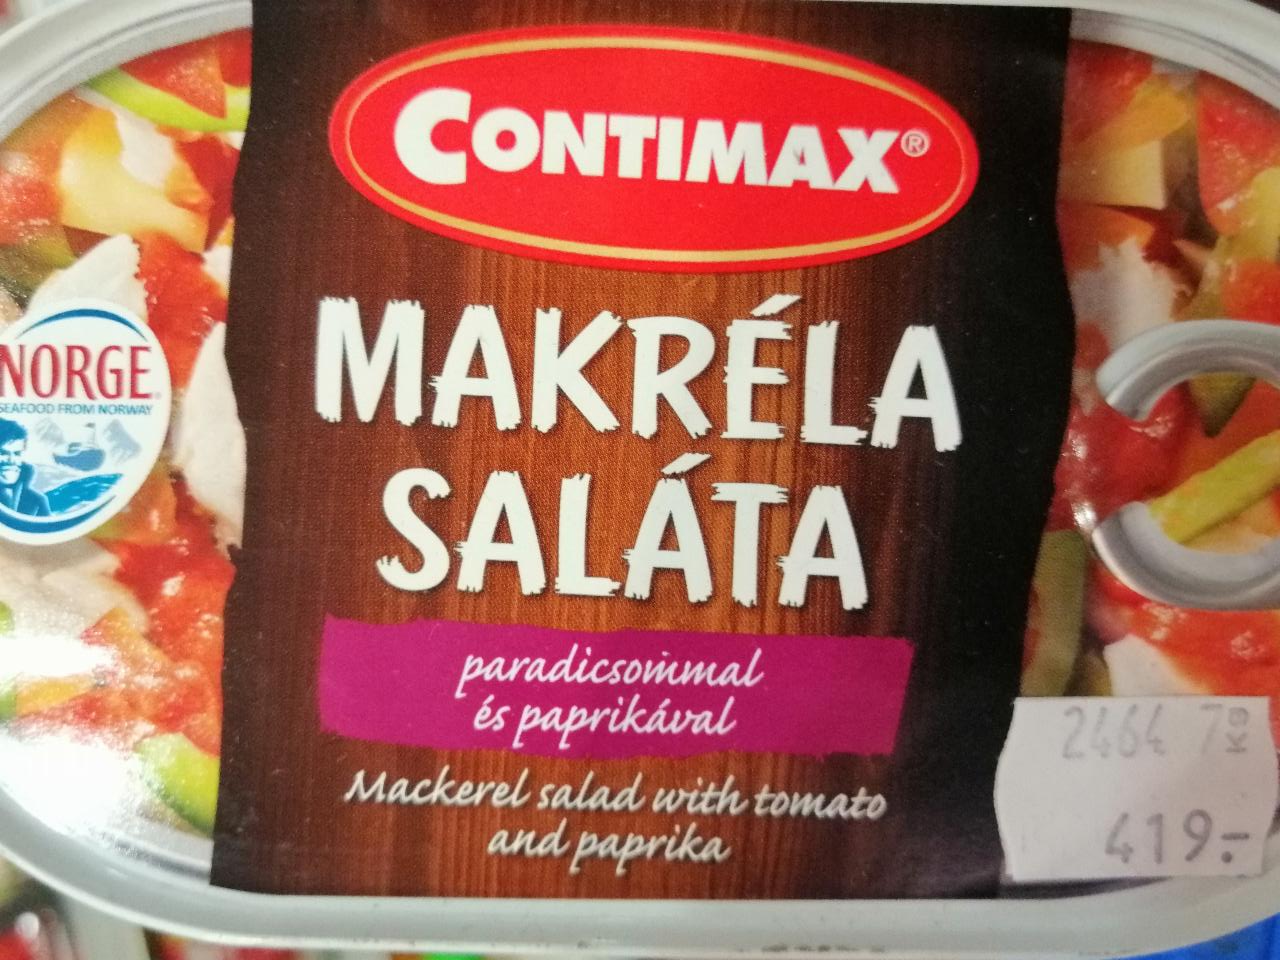 CONTIMAX®
MAKRÉLA
SALÁTA
paradicsommal
és paprikával
Mackerel salad with tomato
and paprika
NORGE
SEAFOOD FROM NORWAY
2464 7 KG
419.-